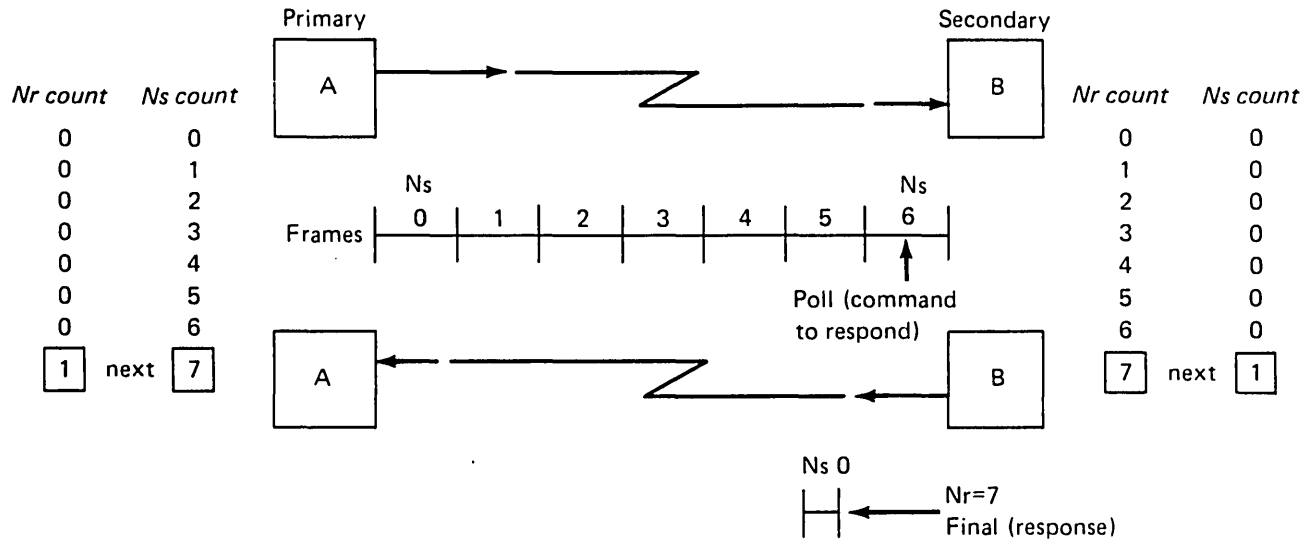 Primary
Secondary
A
B
Nr count Ns count
Nr count Ns count
0 0
0 1
0 2
0 3
0 4
0 5
0 6
1 next 7
0 0
1 0
2 0
3 0
4 0
5 0
6 0
7 next 1
Ns Ns
Frames 0 1 2 3 4 5 6
Poll (command
to respond)
A
B
Ns 0
Nr=7
Final (response)